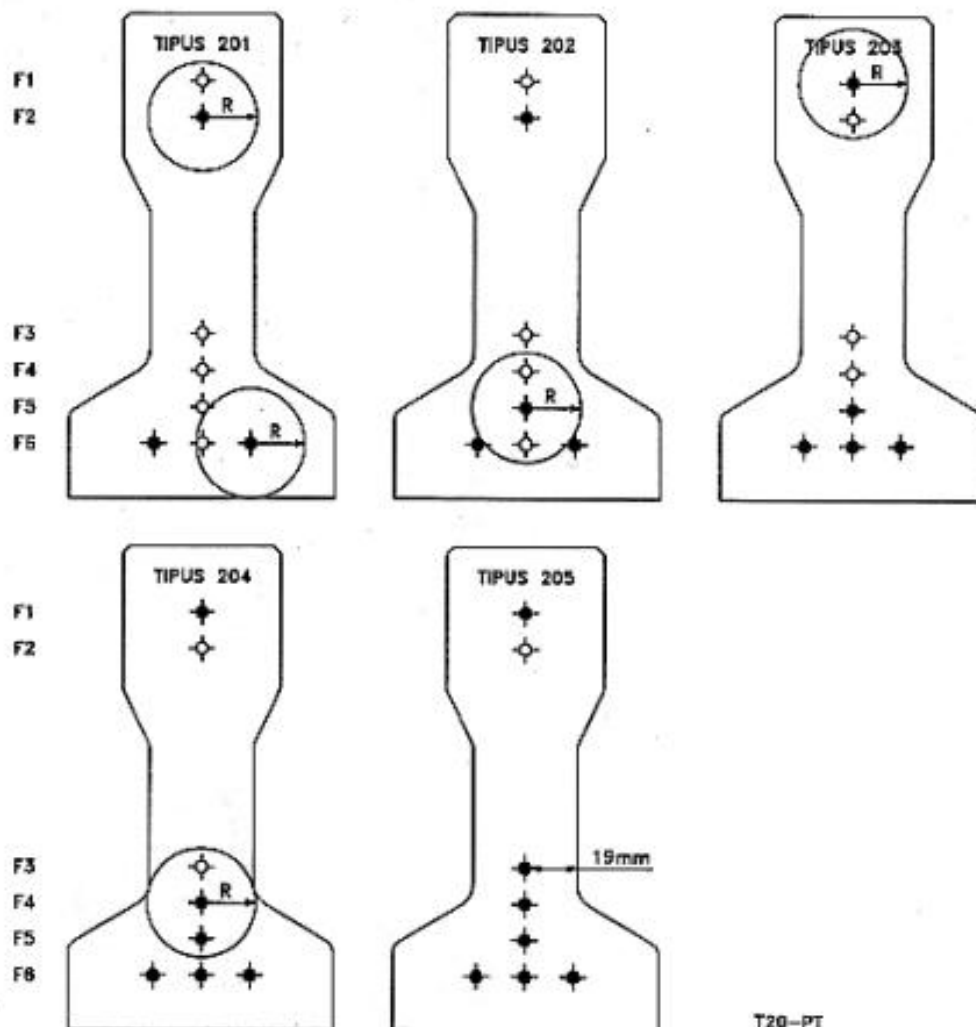 TIPUS 201 TIPUS 202 TIPUS 203
F1 R
F2 R
F3
F4
F5 R
F6 R
TIPUS 204 TIPUS 205
F1
F2
F3 19mm
F4 R
F5
F6
T20-PT